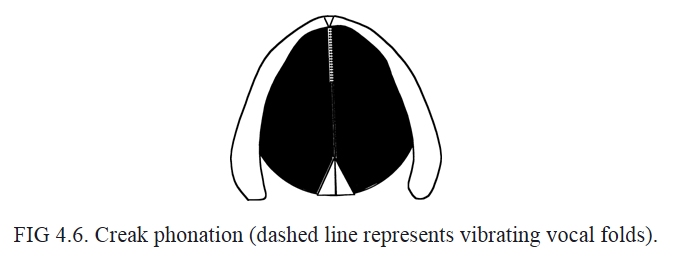 FIG 4.6. Creak phonation (dashed line represents vibrating vocal folds).